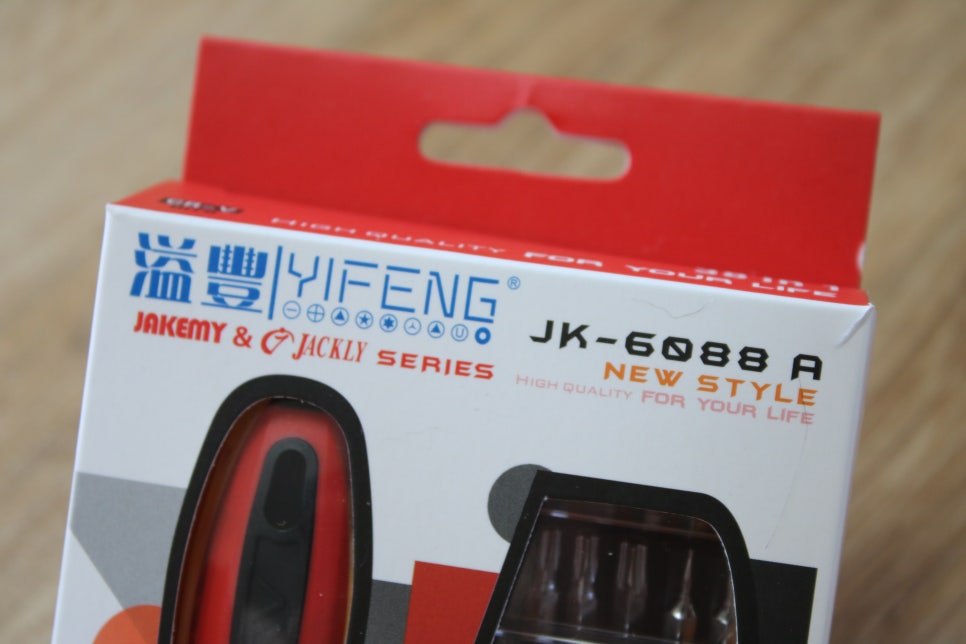 HIGH QUALITY FOR YOUR LIFE
溢豐 YIFENG®
JAKEMY & JACKLY SERIES
JK-6088 A
NEW STYLE
HIGH QUALITY FOR YOUR LIFE